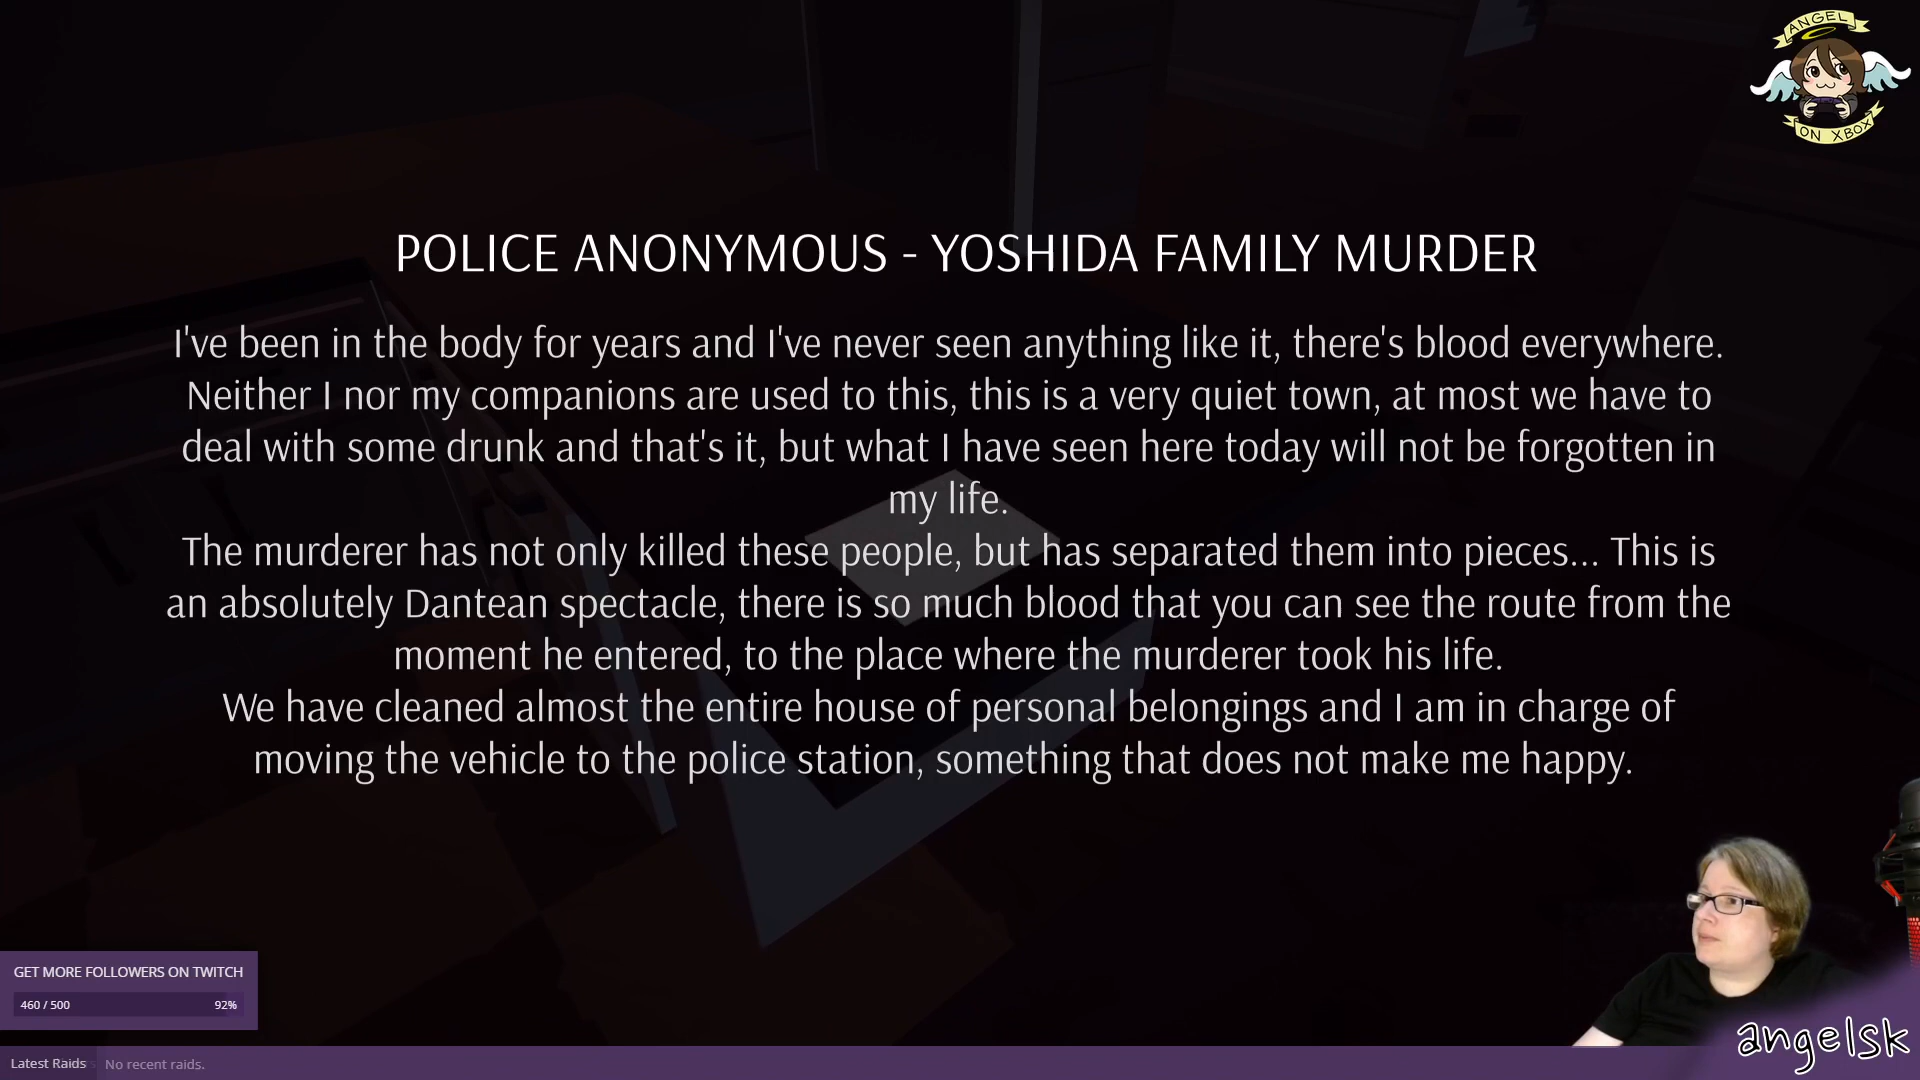 ANGEL
ON XBOX
POLICE ANONYMOUS - YOSHIDA FAMILY MURDER
I've been in the body for years and I've never seen anything like it, there's blood everywhere.
Neither I nor my companions are used to this, this is a very quiet town, at most we have to
deal with some drunk and that's it, but what I have seen here today will not be forgotten in
my life.
The murderer has not only killed these people, but has separated them into pieces... This is
an absolutely Dantean spectacle, there is so much blood that you can see the route from the
moment he entered, to the place where the murderer took his life.
We have cleaned almost the entire house of personal belongings and I am in charge of
moving the vehicle to the police station, something that does not make me happy.
GET MORE FOLLOWERS ON TWITCH
460 / 500 92%
Latest Raids No recent raids.
angelsk